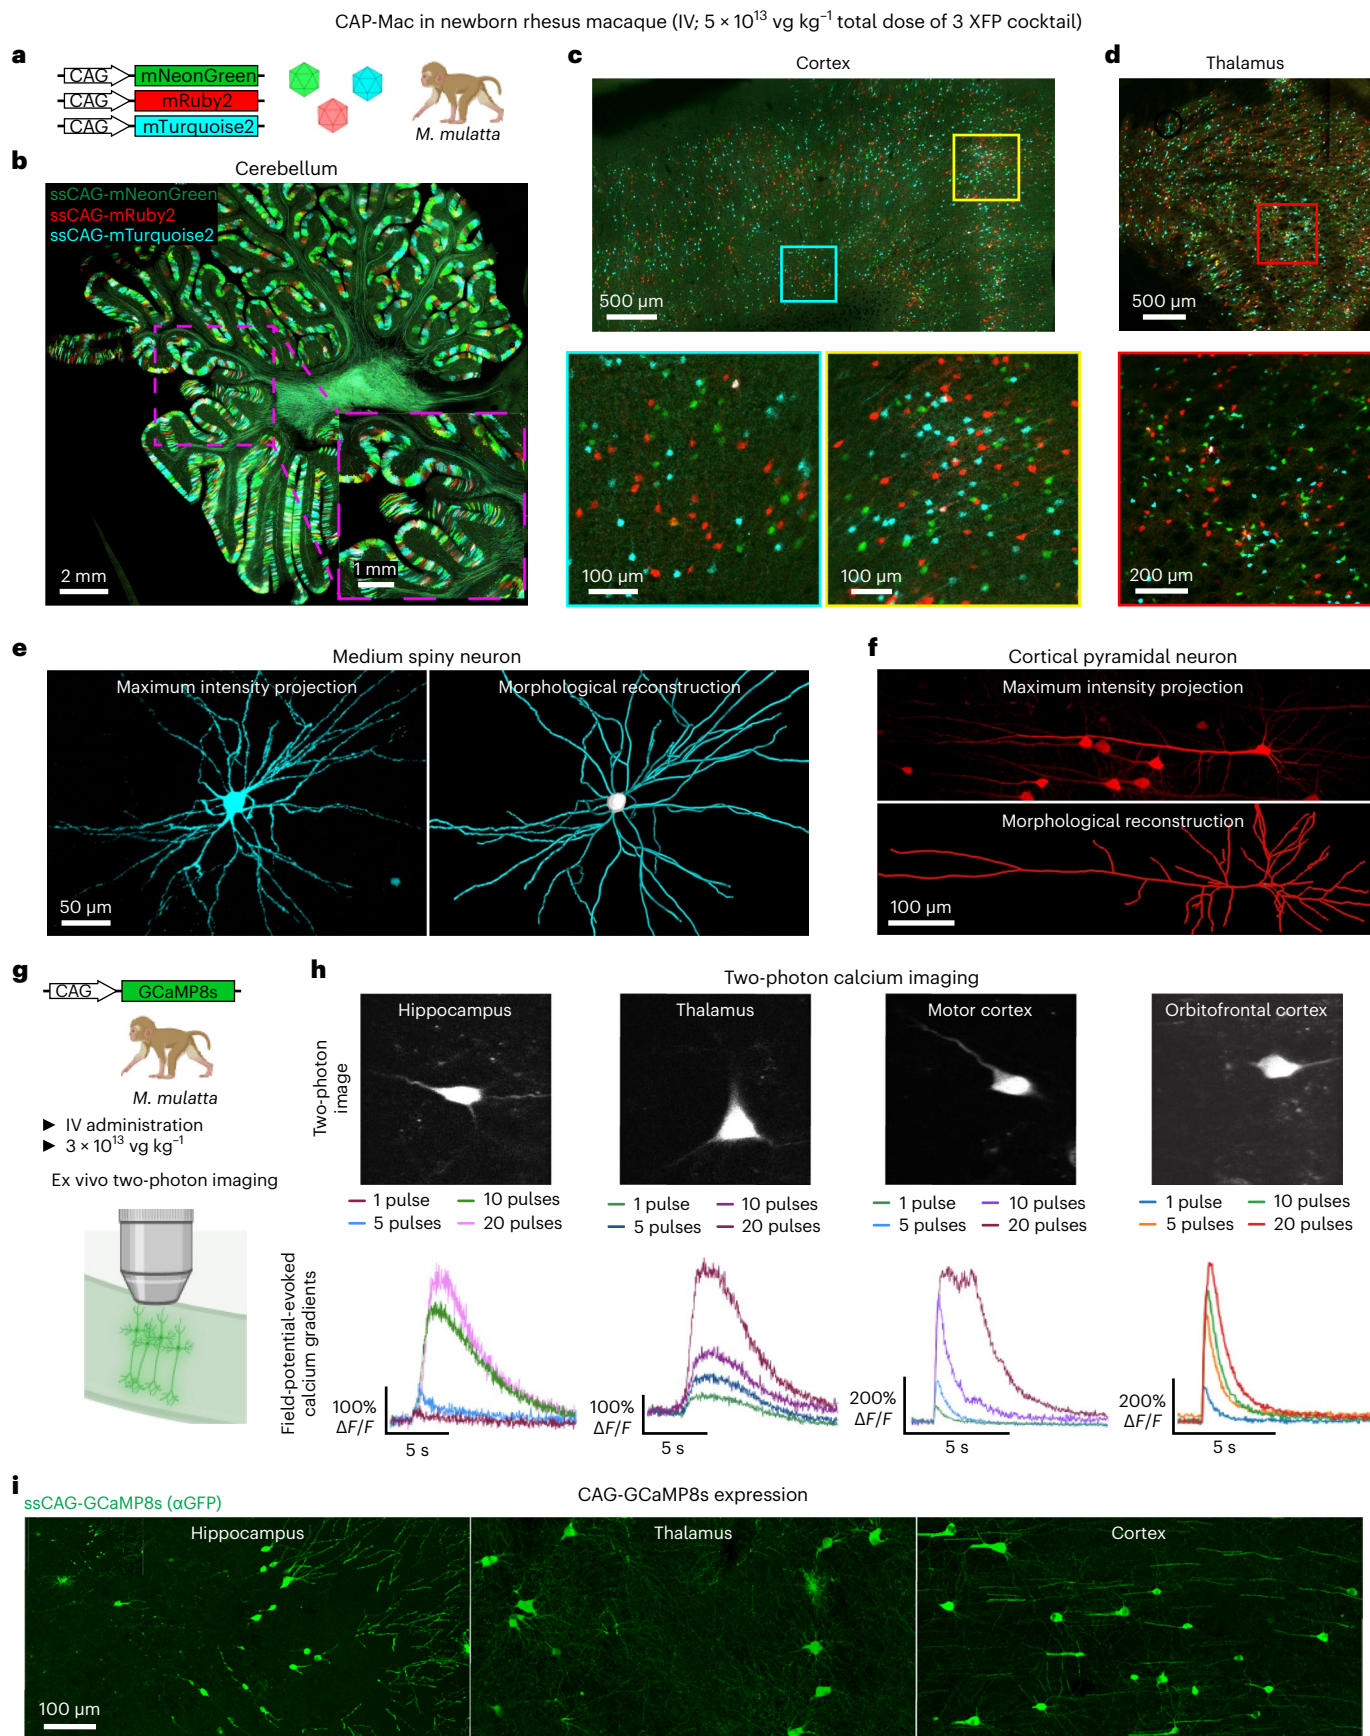 CAP-Mac in newborn rhesus macaque (IV; 5 × 10¹³ vg kg⁻¹ total dose of 3 XFP cocktail)
a
CAG mNeonGreen
CAG mRuby2
CAG mTurquoise2
M. mulatta
b
Cerebellum
ssCAG-mNeonGreen
ssCAG-mRuby2
ssCAG-mTurquoise2
2 mm
1 mm
c
Cortex
500 µm
100 µm
100 µm
d
Thalamus
500 µm
200 µm
e
Medium spiny neuron
Maximum intensity projection
Morphological reconstruction
50 µm
f
Cortical pyramidal neuron
Maximum intensity projection
Morphological reconstruction
100 µm
g
CAG GCaMP8s
M. mulatta
► IV administration
► 3 × 10¹³ vg kg⁻¹
Ex vivo two-photon imaging
h
Two-photon calcium imaging
Two-photon
image
Hippocampus
Thalamus
Motor cortex
Orbitofrontal cortex
1 pulse 10 pulses
5 pulses 20 pulses
1 pulse 10 pulses
5 pulses 20 pulses
1 pulse 10 pulses
5 pulses 20 pulses
1 pulse 10 pulses
5 pulses 20 pulses
Field-potential-evoked
calcium gradients
100%
ΔF/F
5 s
100%
ΔF/F
5 s
200%
ΔF/F
5 s
200%
ΔF/F
5 s
i
ssCAG-GCaMP8s (αGFP)
CAG-GCaMP8s expression
Hippocampus
Thalamus
Cortex
100 µm